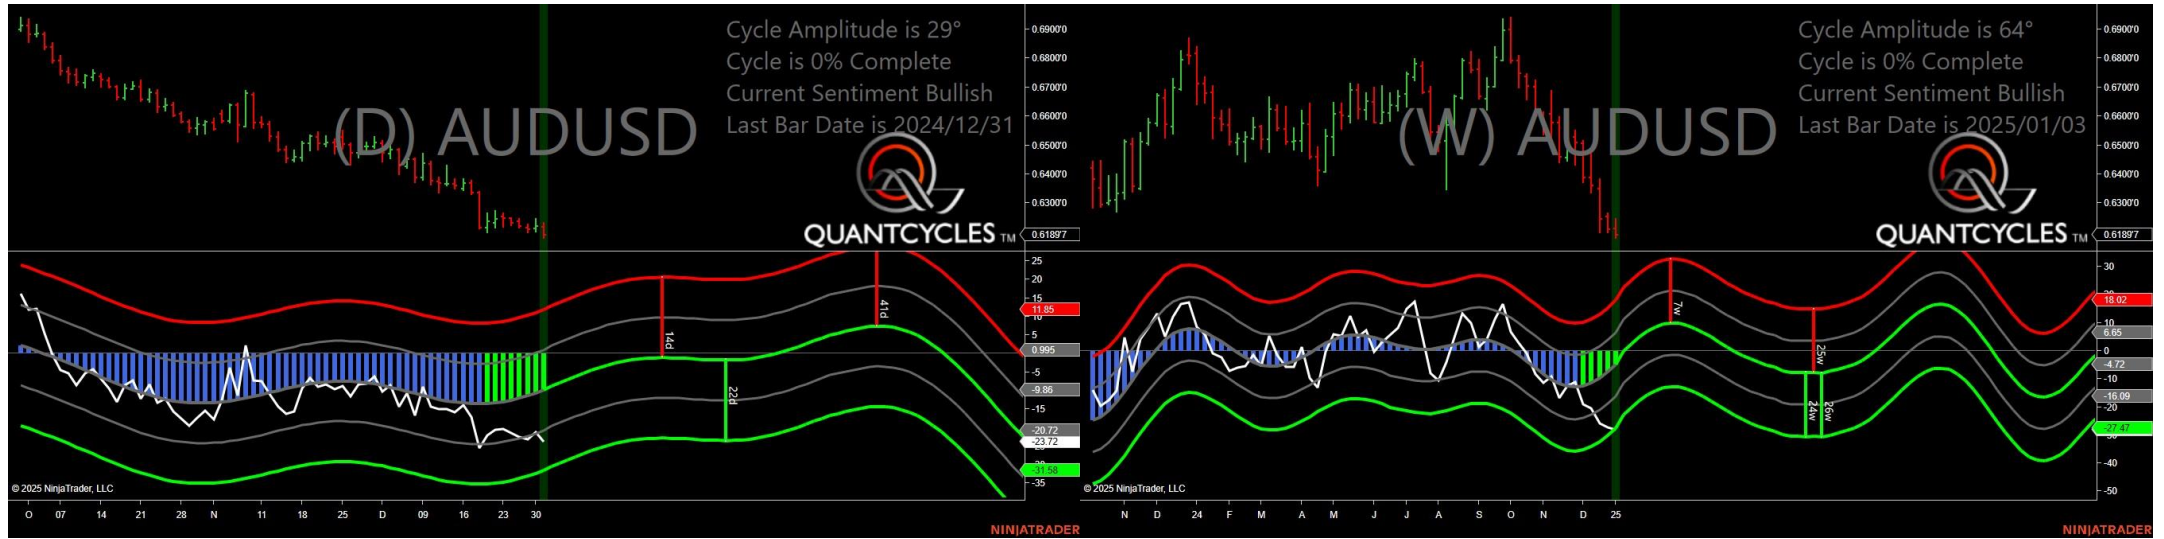 Cycle Amplitude is 29°
Cycle is 0% Complete
Current Sentiment Bullish
Last Bar Date is 2024/12/31
(D) AUDUSD
QUANTCYCLES TM
0.6900'0
0.6800'0
0.6700'0
0.6600'0
0.6500'0
0.6400'0
0.6300'0
0.6189'7
25
20
15
11.85
10
5
0.995
-5
-9.86
-15
-20.72
-23.72
-31.58
-35
14d
22d
41d
© 2025 NinjaTrader, LLC
O 07 14 21 28 N 11 18 25 D 09 16 23 30
NINJATRADER
Cycle Amplitude is 64°
Cycle is 0% Complete
Current Sentiment Bullish
Last Bar Date is 2025/01/03
(W) AUDUSD
QUANTCYCLES TM
0.6900'0
0.6800'0
0.6700'0
0.6600'0
0.6500'0
0.6400'0
0.6300'0
0.6189'7
30
18.02
10
6.65
0
-4.72
-10
-16.09
-20
-27.47
-40
-50
7w
25w
24w
26w
© 2025 NinjaTrader, LLC
N D 24 F M A M J J A S O N D 25
NINJATRADER